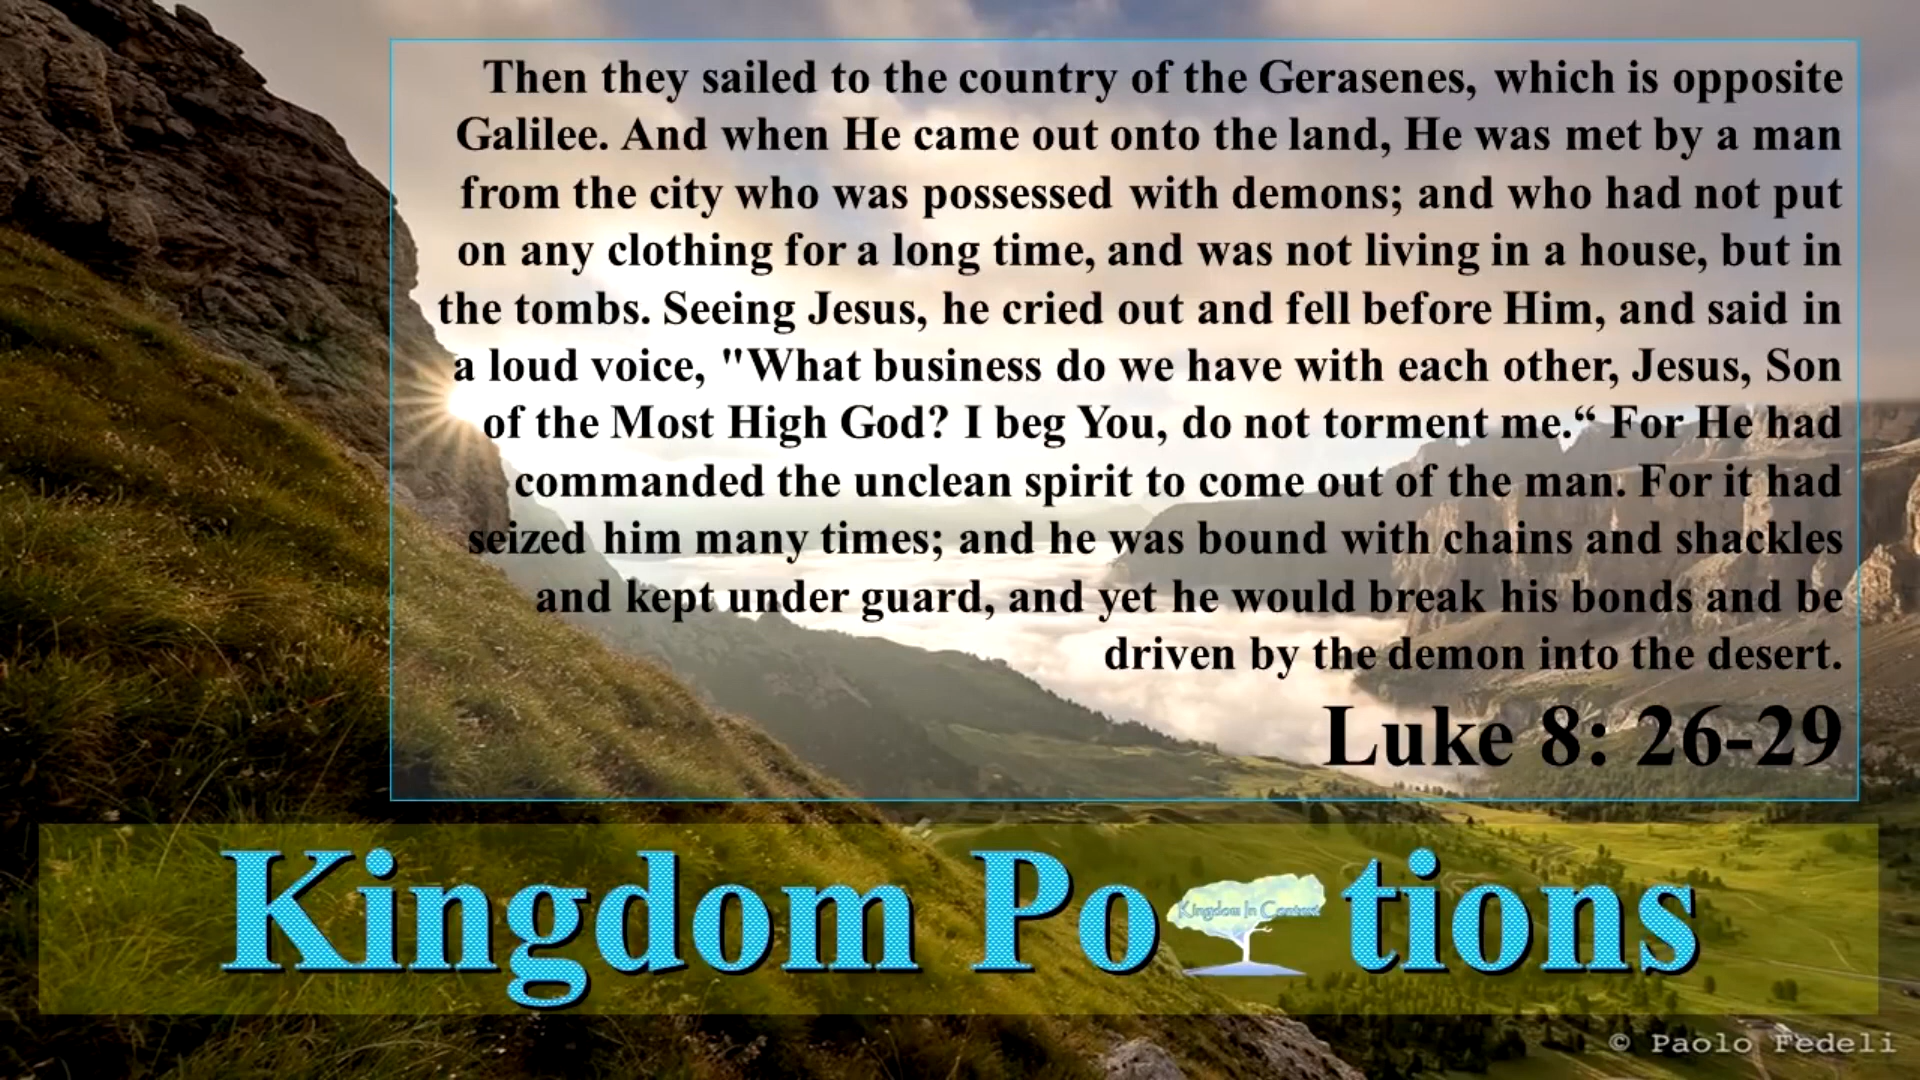 Then they sailed to the country of the Gerasenes, which is opposite
Galilee. And when He came out onto the land, He was met by a man
from the city who was possessed with demons; and who had not put
on any clothing for a long time, and was not living in a house, but in
the tombs. Seeing Jesus, he cried out and fell before Him, and said in
a loud voice, "What business do we have with each other, Jesus, Son
of the Most High God? I beg You, do not torment me.“ For He had
commanded the unclean spirit to come out of the man. For it had
seized him many times; and he was bound with chains and shackles
and kept under guard, and yet he would break his bonds and be
driven by the demon into the desert.
Luke 8: 26-29
Kingdom Po tions
Kingdom In Context
© Paolo Fedeli